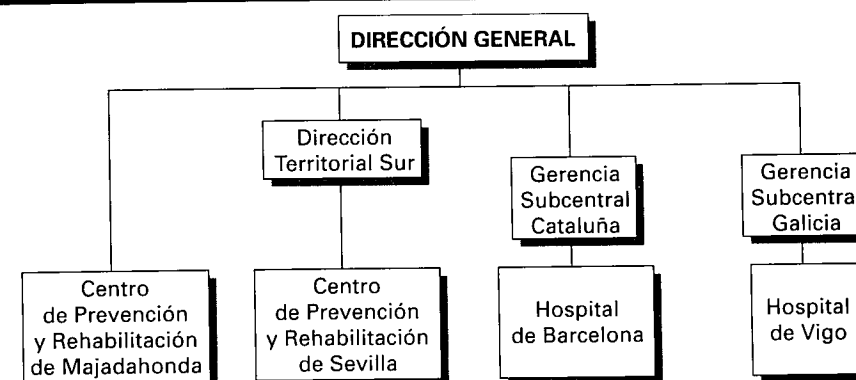 DIRECCIÓN GENERAL
Dirección
Territorial Sur
Gerencia
Subcentral
Cataluña
Gerencia
Subcentra
Galicia
Centro
de Prevención
y Rehabilitación
de Majadahonda
Centro
de Prevención
y Rehabilitación
de Sevilla
Hospital
de Barcelona
Hospital
de Vigo